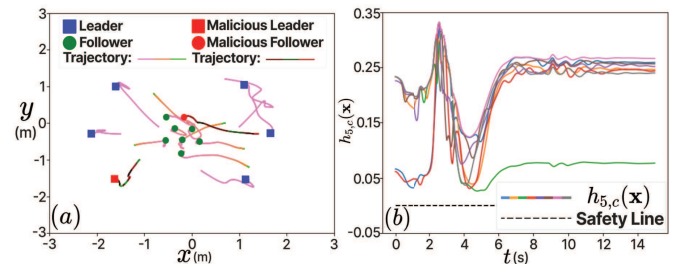 3
2
1
0
-1
-2
-3
y
(m)
Leader
Malicious Leader
Follower
Malicious Follower
Trajectory:
Trajectory:
(a)
-3
-2
-1
0
1
2
3
x (m)
0.35
0.25
0.15
0.05
-0.05
h5,c(x)
h5,c(x)
Safety Line
(b)
0
2
4
6
8
10
12
14
t(s)